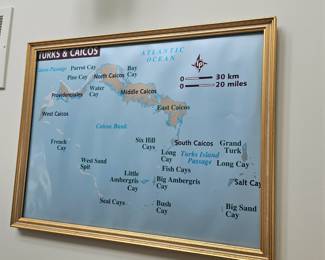 TURKS & CAICOS
ATLANTIC
OCEAN
Parrot Cay
Pine Cay
North Caicos
Bay
Cay
Water
Cay
Middle Caicos
Providenciales
East Caicos
West Caicos
30 km
20 miles
Caicos Bank
French
Cay
Six Hill
Cays
South Caicos
Long
Cay
Turks Island
Passage
Grand
Turk
Long Cay
Fish Cays
West Sand
Spit
Little
Ambergris
Cay
Big Ambergris
Cay
Salt Cay
Seal Cays
Bush
Cay
Big Sand
Cay